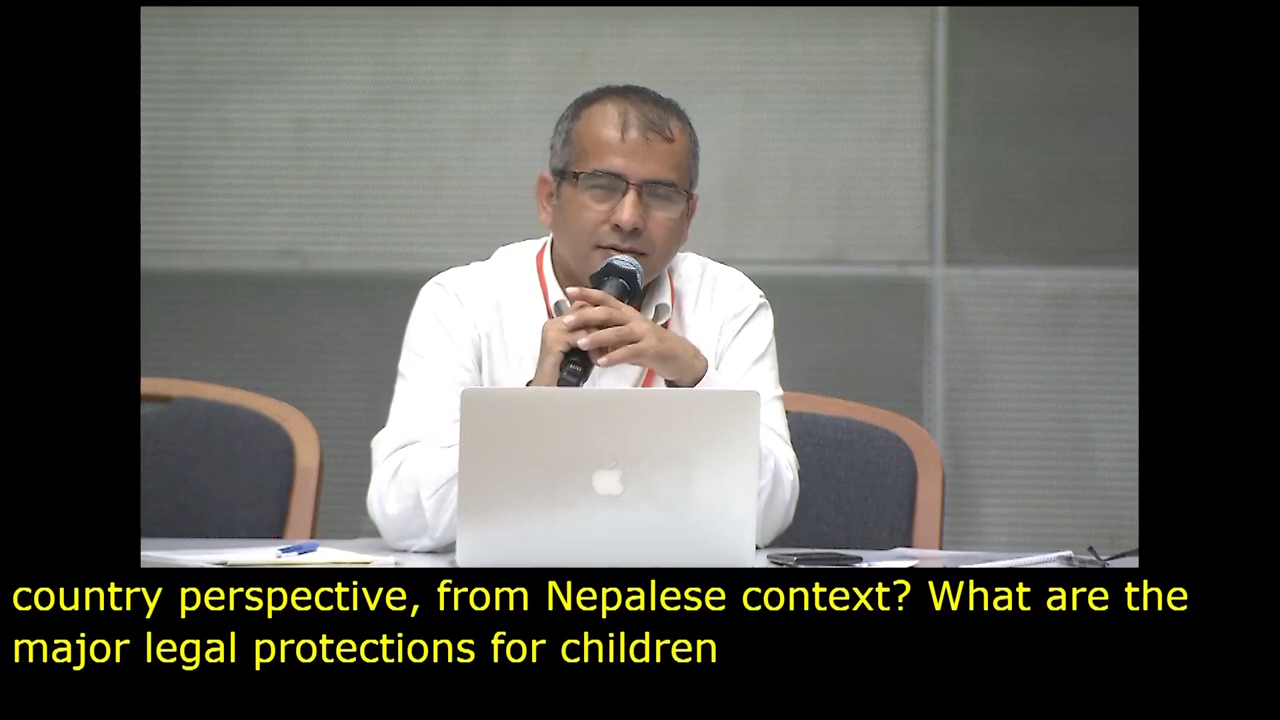 country perspective, from Nepalese context? What are the
major legal protections for children